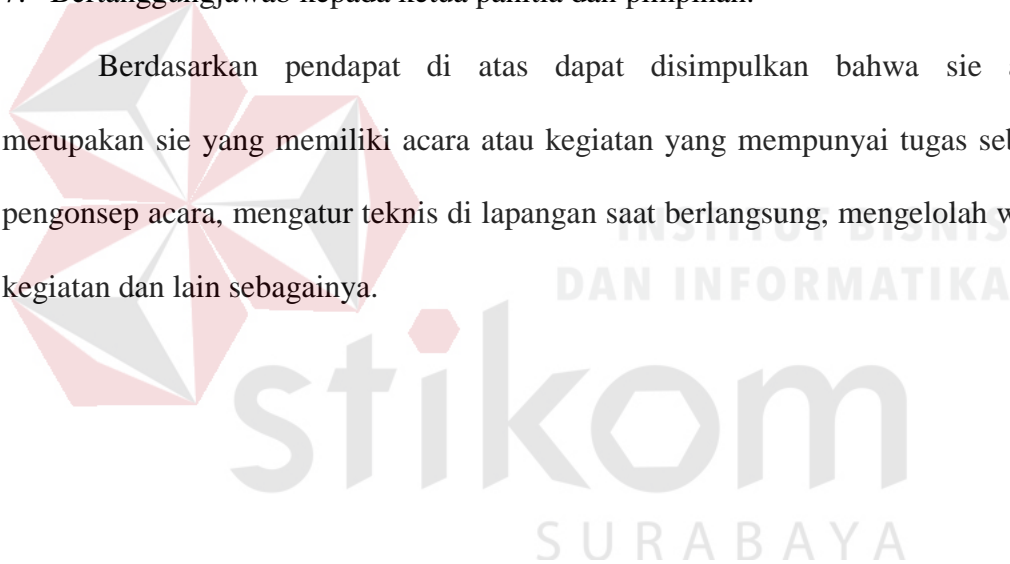 Bertanggungjawab kepada ketua panitia dan pimpinan.
Berdasarkan pendapat di atas dapat disimpulkan bahwa sie
merupakan sie yang memiliki acara atau kegiatan yang mempunyai tugas
pengonsep acara, mengatur teknis di lapangan saat berlangsung, mengelolah
INSTITUT BISNIS
kegiatan dan lain sebagainya.
DAN INFORMATIKA
stikom
SURABAYA